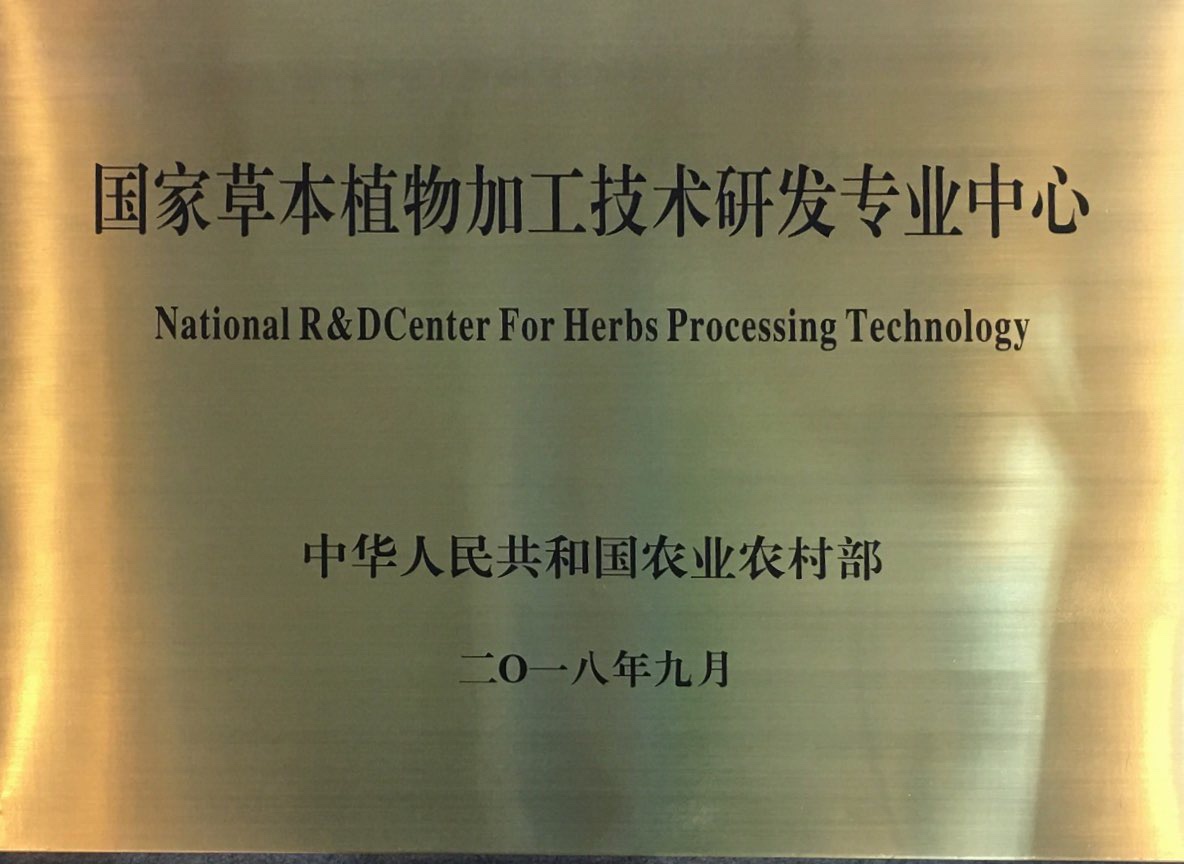 国家草本植物加工技术研发专业中心
National R&DCenter For Herbs Processing Technology
中华人民共和国农业农村部
二O一八年九月